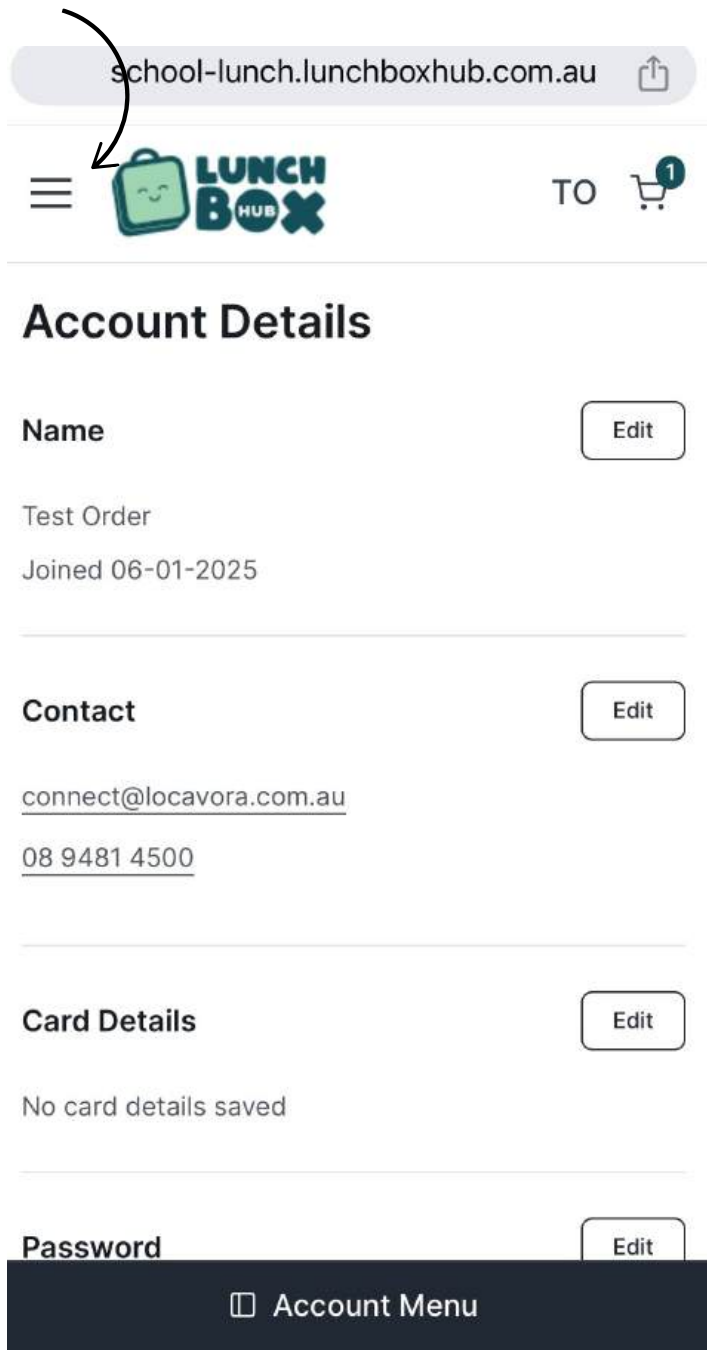 school-lunch.lunchboxhub.com.au
LUNCH
BOX
HUB
TO
1
Account Details
Name
Edit
Test Order
Joined 06-01-2025
Contact
Edit
connect@locavora.com.au
08 9481 4500
Card Details
Edit
No card details saved
Password
Edit
Account Menu